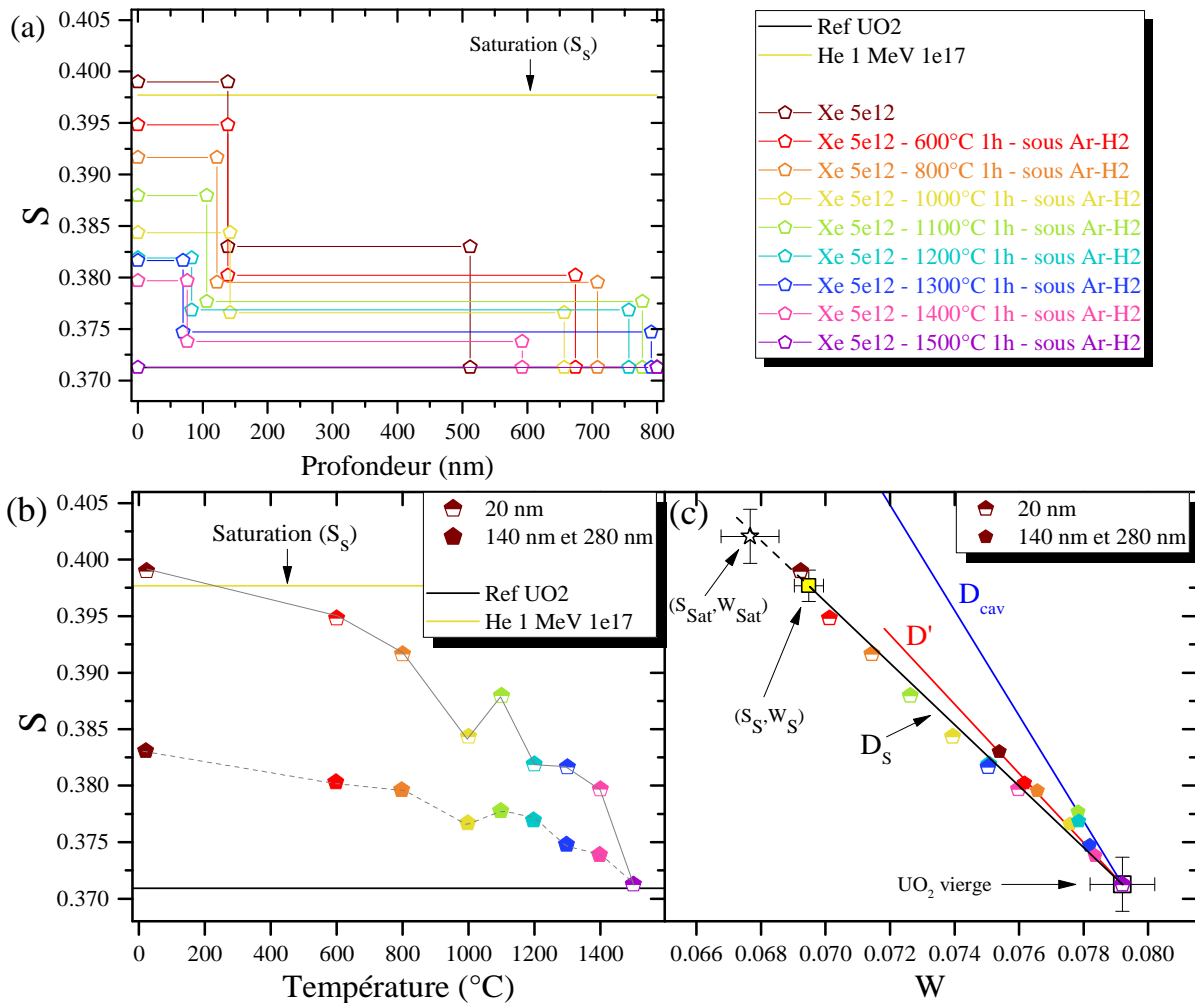 (a)
0.405
0.400
0.395
0.390
0.385
0.380
0.375
0.370
S
Saturation (S_S)
0 100 200 300 400 500 600 700 800
Profondeur (nm)
Ref UO2
He 1 MeV 1e17
Xe 5e12
Xe 5e12 - 600°C 1h - sous Ar-H2
Xe 5e12 - 800°C 1h - sous Ar-H2
Xe 5e12 - 1000°C 1h - sous Ar-H2
Xe 5e12 - 1100°C 1h - sous Ar-H2
Xe 5e12 - 1200°C 1h - sous Ar-H2
Xe 5e12 - 1300°C 1h - sous Ar-H2
Xe 5e12 - 1400°C 1h - sous Ar-H2
Xe 5e12 - 1500°C 1h - sous Ar-H2
(b)
0.405
0.400
0.395
0.390
0.385
0.380
0.375
0.370
S
Saturation (S_S)
20 nm
140 nm et 280 nm
Ref UO2
He 1 MeV 1e17
0 200 400 600 800 1000 1200 1400
Température (°C)
(c)
20 nm
140 nm et 280 nm
(S_Sat,W_Sat)
D_cav
D'
(S_S,W_S)
D_S
UO₂ vierge
0.066 0.068 0.070 0.072 0.074 0.076 0.078 0.080
W